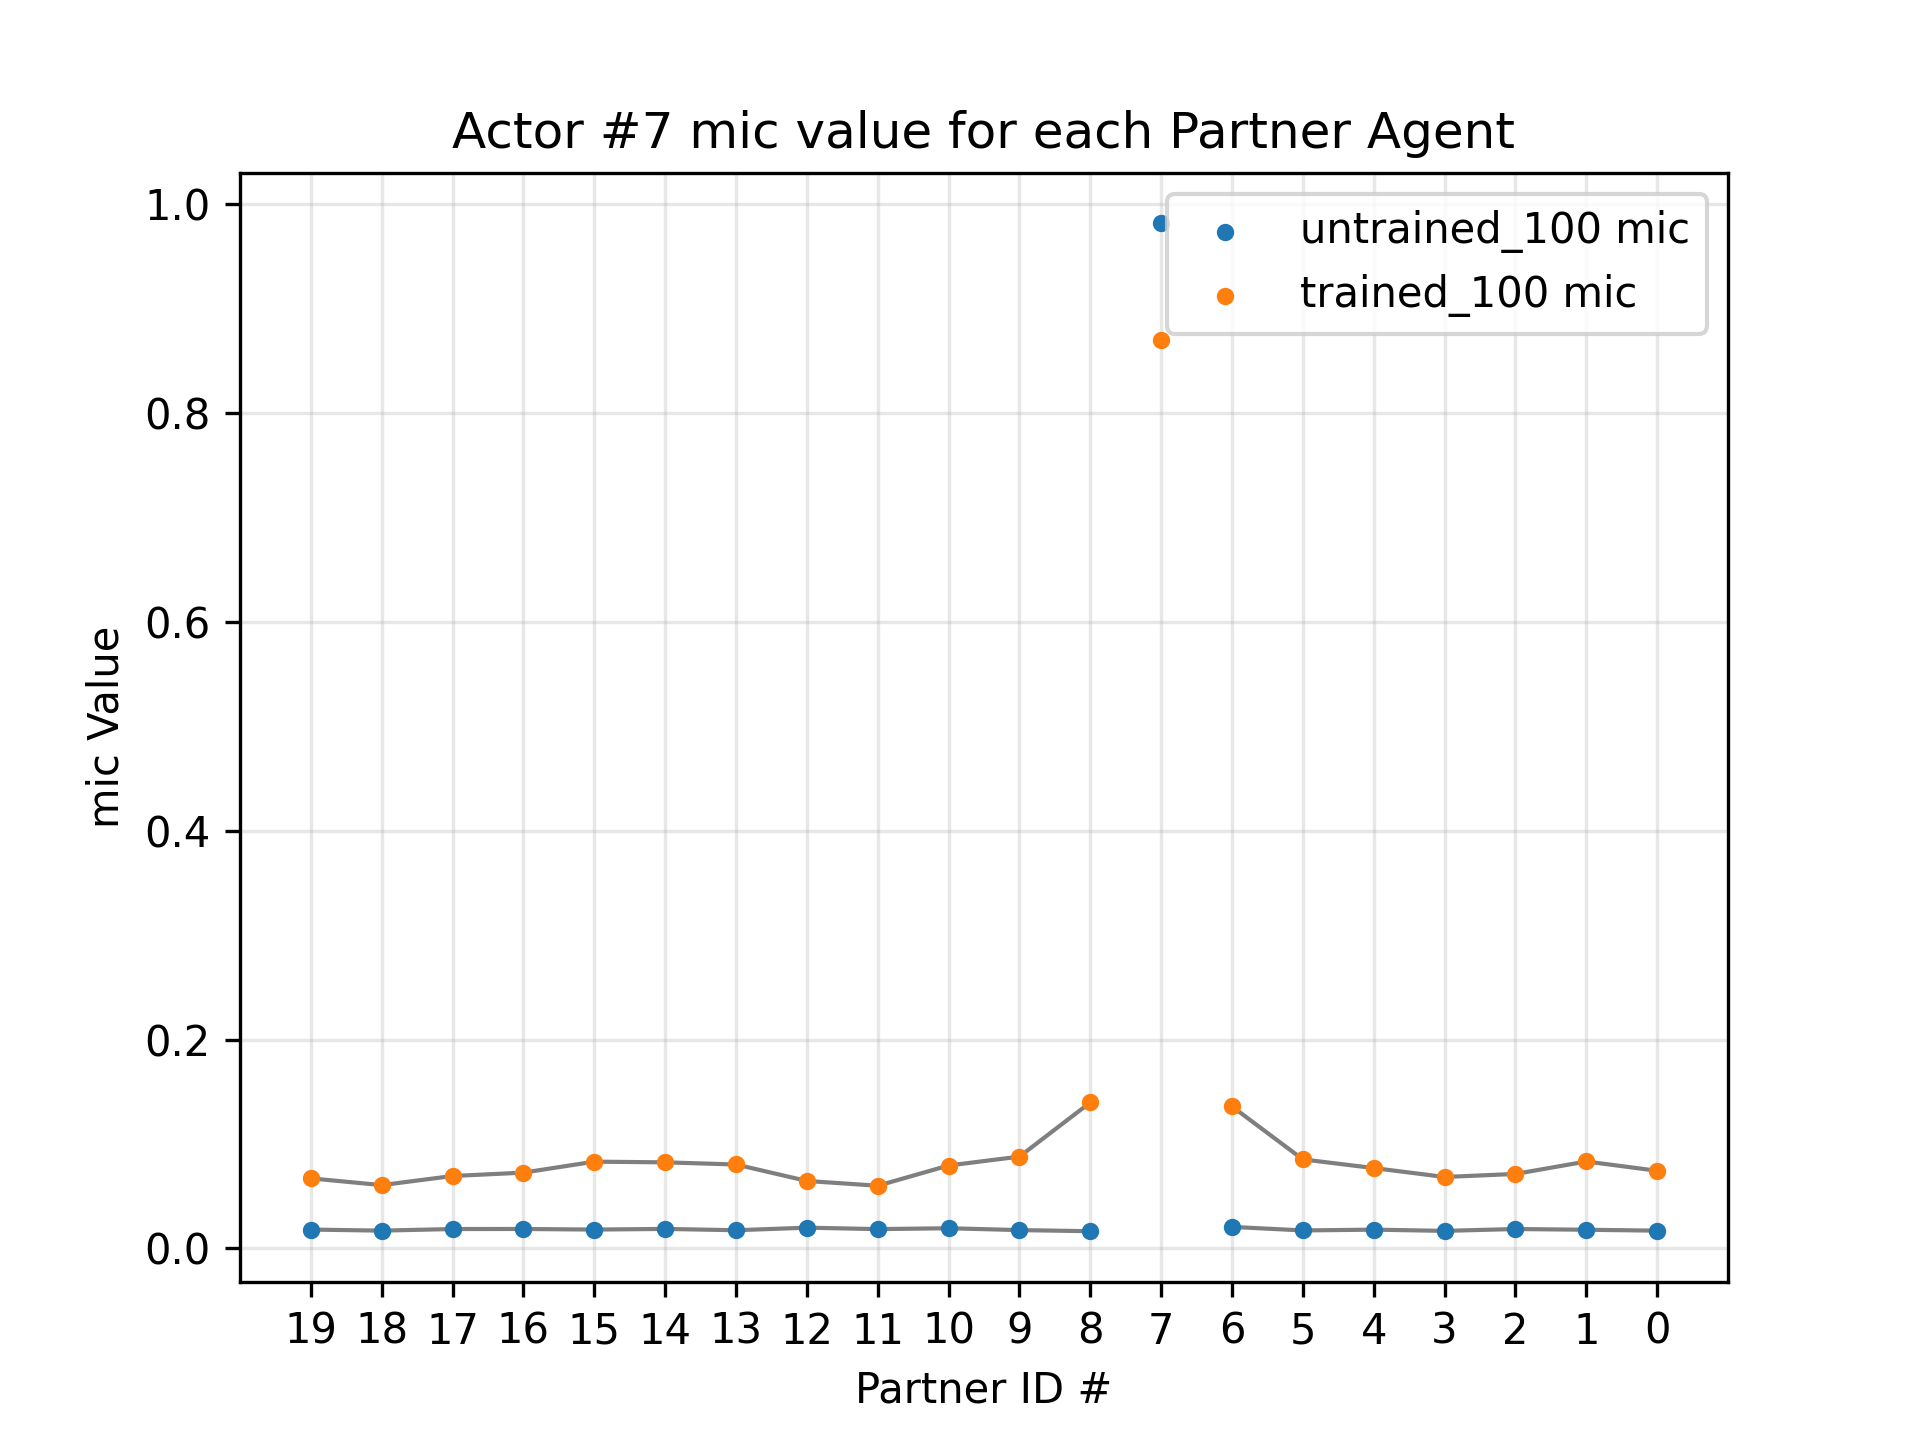 Actor #7 mic value for each Partner Agent
untrained_100 mic
trained_100 mic
1.0
0.8
0.6
0.4
0.2
0.0
mic Value
19 18 17 16 15 14 13 12 11 10 9 8 7 6 5 4 3 2 1 0
Partner ID #